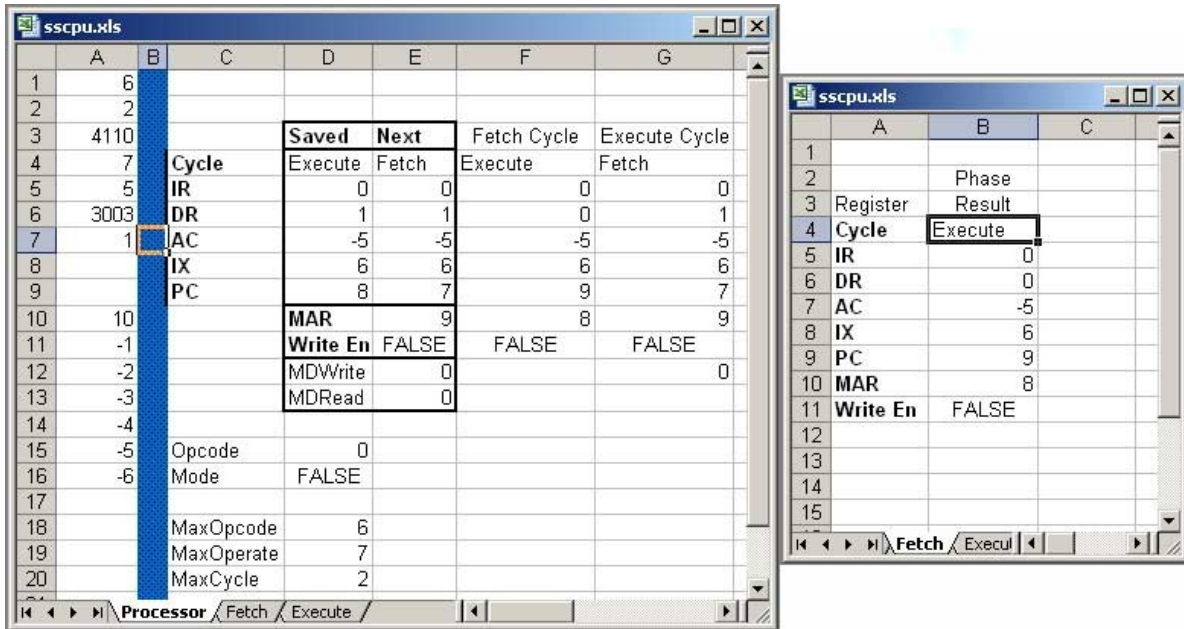 sscpu.xls
A B C D E F G
1 6
2 2
3 4110 Saved Next Fetch Cycle Execute Cycle
4 7 Cycle Execute Fetch Execute Fetch
5 5 IR 0 0 0 0
6 3003 DR 1 1 0 1
7 1 AC -5 -5 -5 -5
8 IX 6 6 6 6
9 PC 8 7 9 7
10 10 MAR 9 8 9
11 -1 Write En FALSE FALSE FALSE
12 -2 MDWrite 0 0
13 -3 MDRead 0
14 -4
15 -5 Opcode 0
16 -6 Mode FALSE
17
18 MaxOpcode 6
19 MaxOperate 7
20 MaxCycle 2
Processor Fetch Execute
sscpu.xls
A B C
1
2 Phase
3 Register Result
4 Cycle Execute
5 IR 0
6 DR 0
7 AC -5
8 IX 6
9 PC 9
10 MAR 8
11 Write En FALSE
12
13
14
15
Fetch Execut